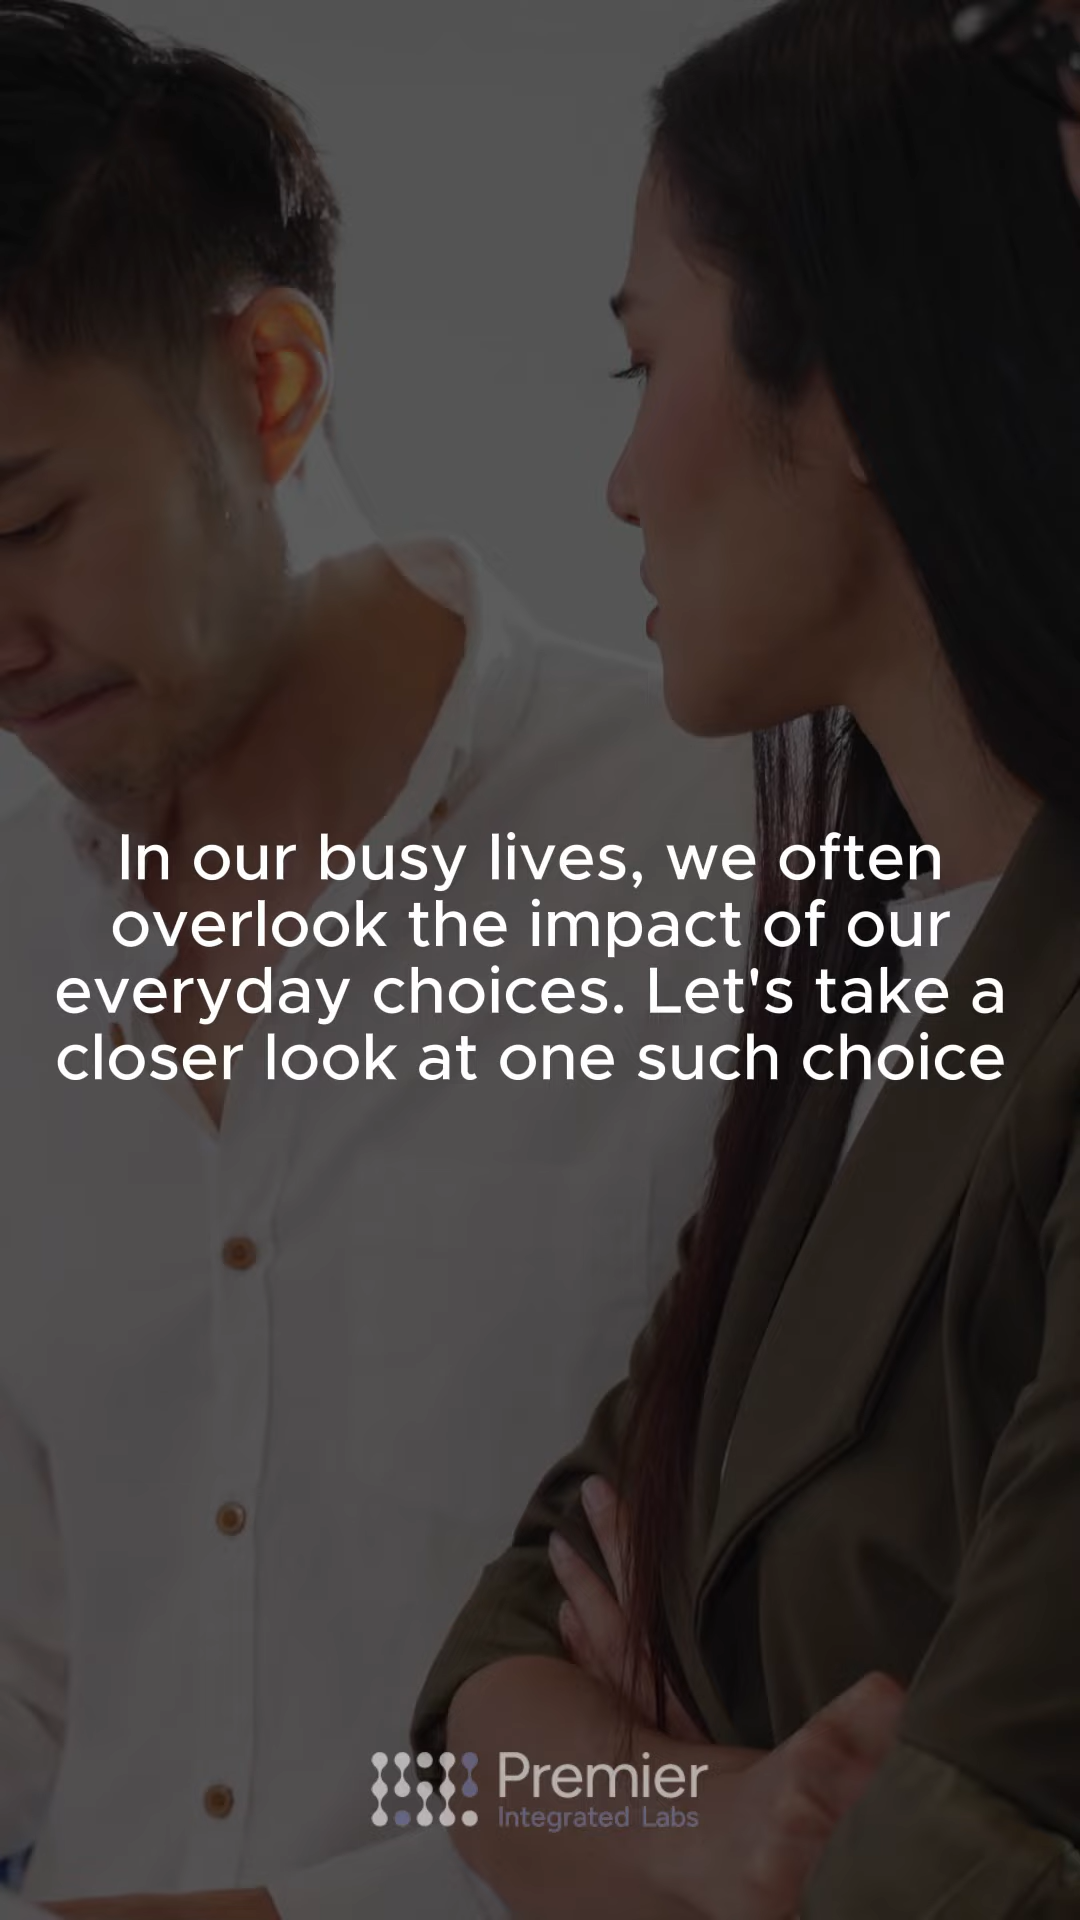 In our busy lives, we often
overlook the impact of our
everyday choices. Let's take a
closer look at one such choice
Premier
Integrated Labs